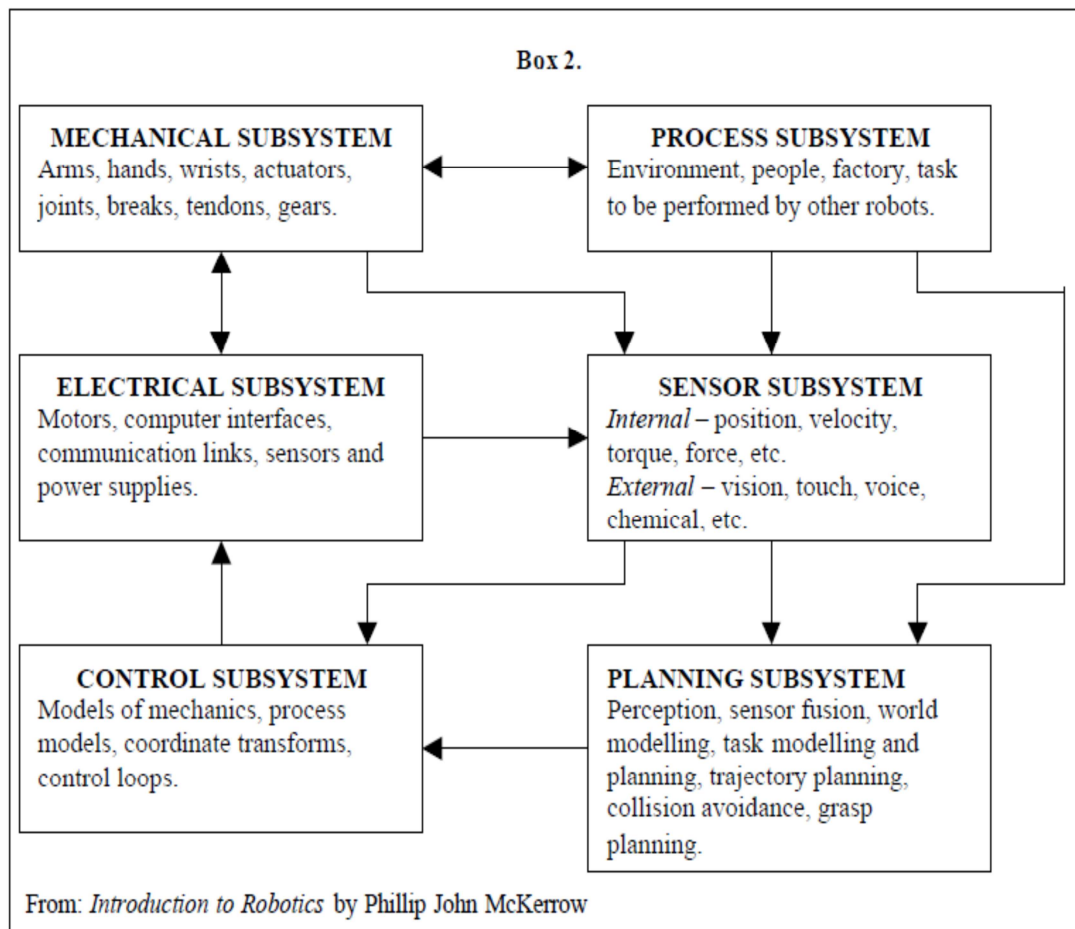 Box 2.
MECHANICAL SUBSYSTEM
Arms, hands, wrists, actuators,
joints, breaks, tendons, gears.
PROCESS SUBSYSTEM
Environment, people, factory, task
to be performed by other robots.
ELECTRICAL SUBSYSTEM
Motors, computer interfaces,
communication links, sensors and
power supplies.
SENSOR SUBSYSTEM
Internal – position, velocity,
torque, force, etc.
External – vision, touch, voice,
chemical, etc.
CONTROL SUBSYSTEM
Models of mechanics, process
models, coordinate transforms,
control loops.
PLANNING SUBSYSTEM
Perception, sensor fusion, world
modelling, task modelling and
planning, trajectory planning,
collision avoidance, grasp
planning.
From: Introduction to Robotics by Phillip John McKerrow